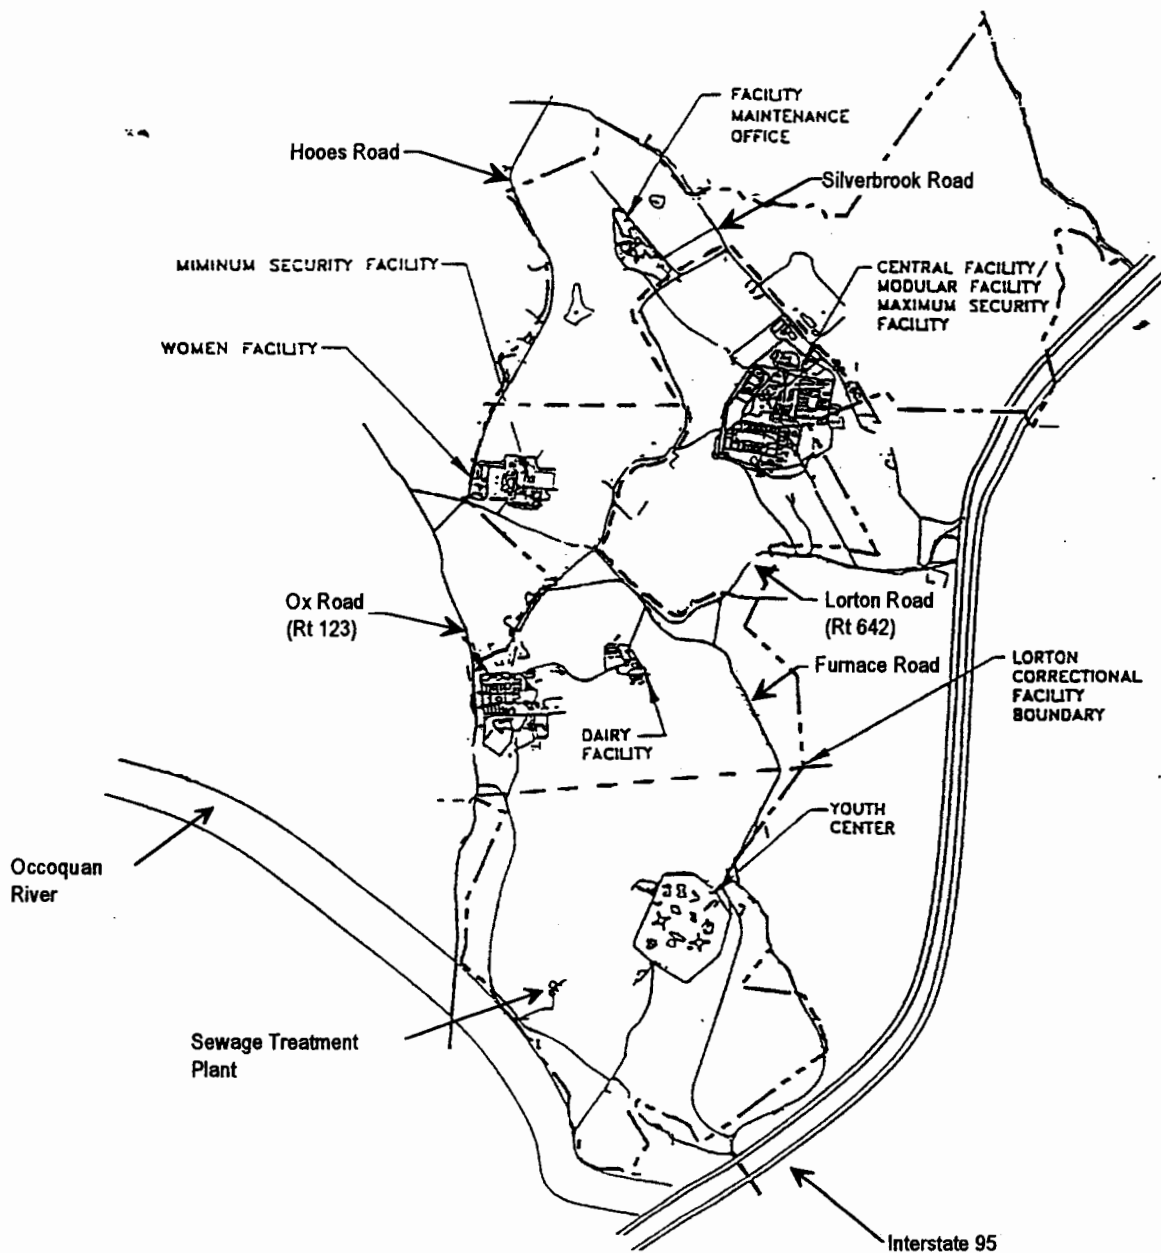 FACILITY
MAINTENANCE
OFFICE
Hooes Road
Silverbrook Road
MIMINUM SECURITY FACILITY
CENTRAL FACILITY/
MODULAR FACILITY
MAXIMUM SECURITY
FACILITY
WOMEN FACILITY
Ox Road
(Rt 123)
Lorton Road
(Rt 642)
Furnace Road
LORTON
CORRECTIONAL
FACILITY
BOUNDARY
DAIRY
FACILITY
YOUTH
CENTER
Occoquan
River
Sewage Treatment
Plant
Interstate 95